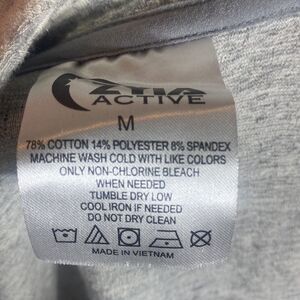 ACTIVE
M
78% COTTON 14% POLYESTER 8% SPANDEX
MACHINE WASH COLD WITH LIKE COLORS
ONLY NON-CHLORINE BLEACH
WHEN NEEDED
TUMBLE DRY LOW
COOL IRON IF NEEDED
DO NOT DRY CLEAN
MADE IN VIETNAM